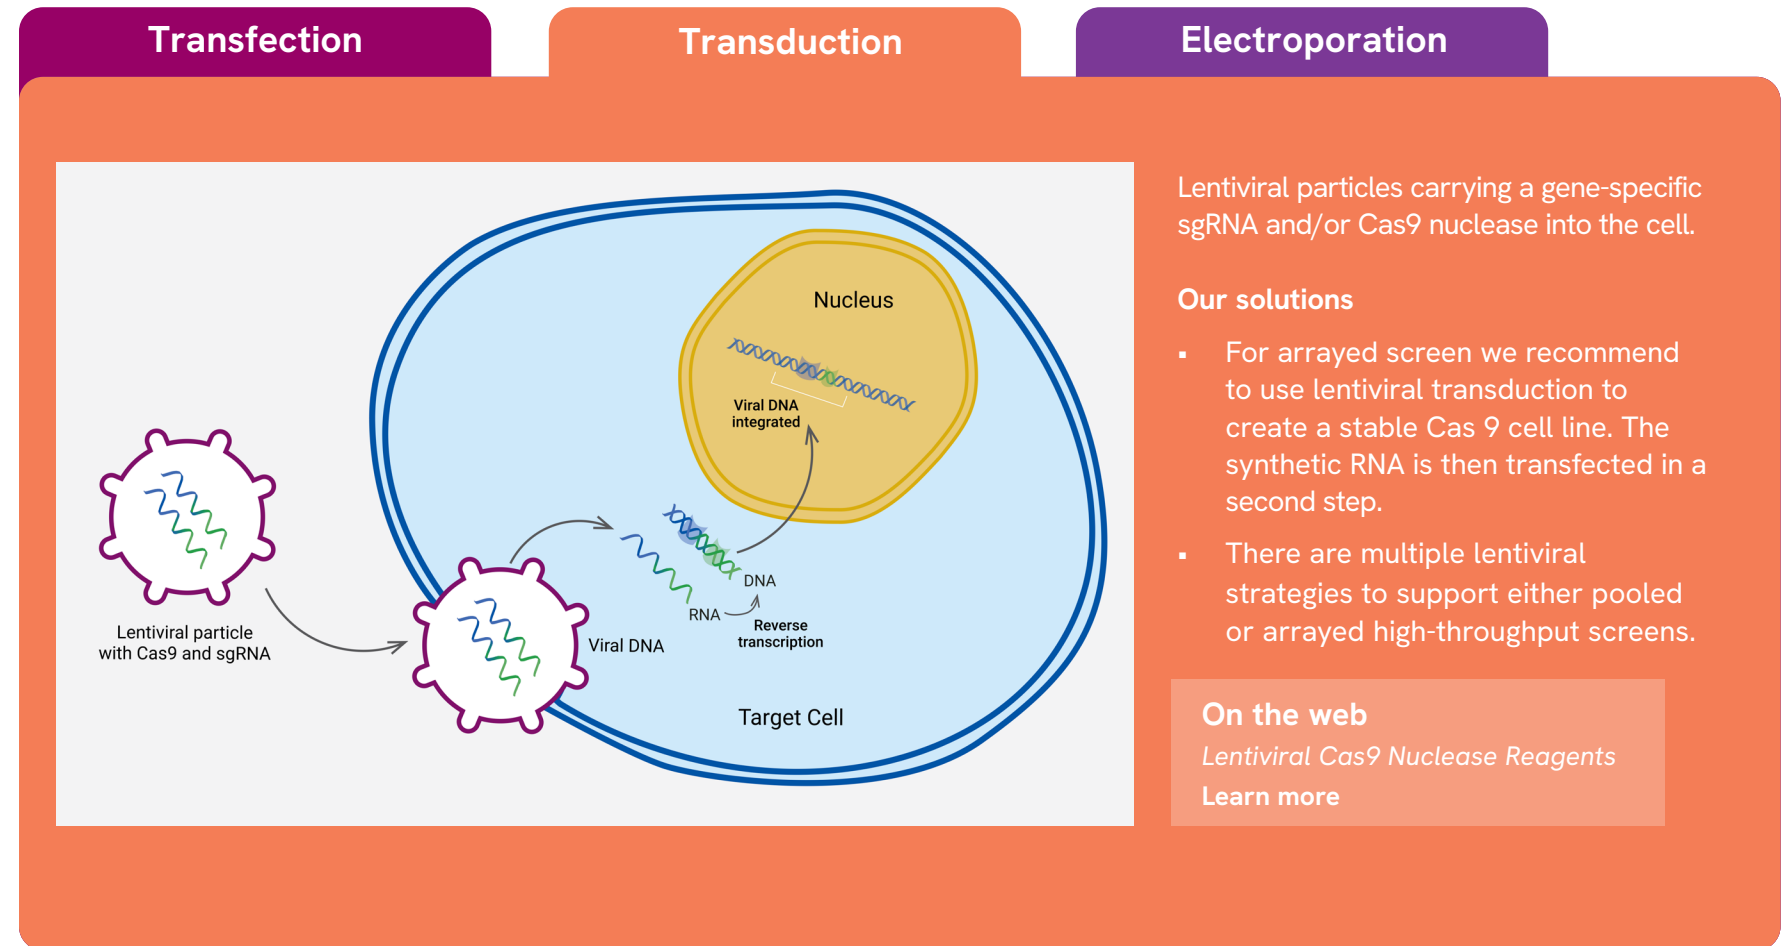 Transfection
Transduction
Electroporation
Nucleus
Viral DNA
integrated
DNA
RNA
Reverse
transcription
Viral DNA
Lentiviral particle
with Cas9 and sgRNA
Target Cell
Lentiviral particles carrying a gene-specific
sgRNA and/or Cas9 nuclease into the cell.
Our solutions
▪ For arrayed screen we recommend
to use lentiviral transduction to
create a stable Cas 9 cell line. The
synthetic RNA is then transfected in a
second step.
▪ There are multiple lentiviral
strategies to support either pooled
or arrayed high-throughput screens.
On the web
Lentiviral Cas9 Nuclease Reagents
Learn more